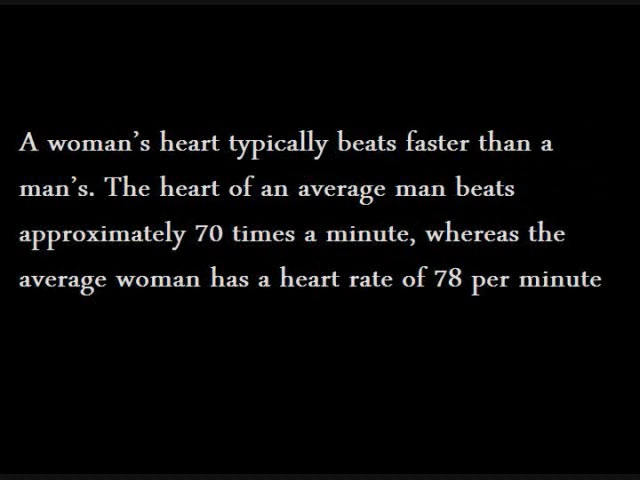 A woman’s heart typically beats faster than a
man’s. The heart of an average man beats
approximately 70 times a minute, whereas the
average woman has a heart rate of 78 per minute